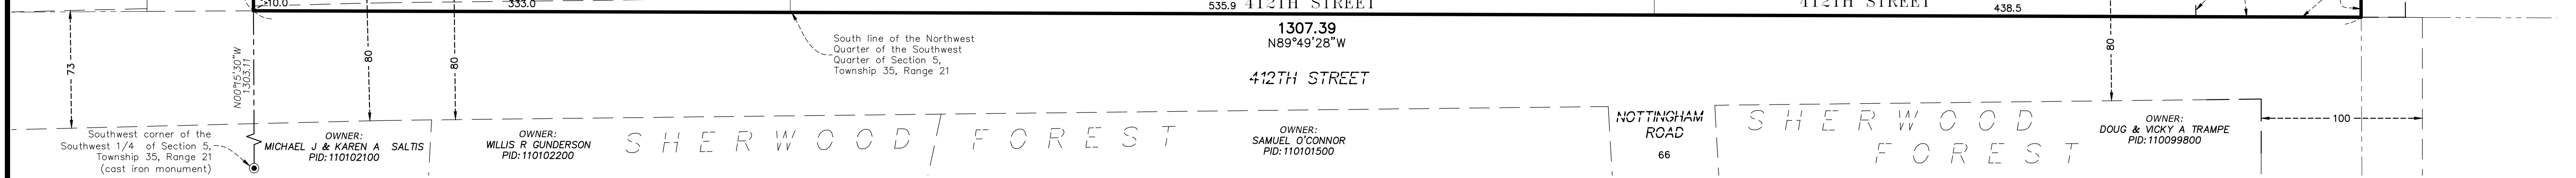 10.0
333.0
535.9
412TH STREET
412TH STREET
438.5
1307.39
N89°49'28"W
South line of the Northwest
Quarter of the Southwest
Quarter of Section 5,
Township 35, Range 21
412TH STREET
73
N00°15'30"W
1303.11
80
80
80
Southwest corner of the
Southwest 1/4 of Section 5,
Township 35, Range 21
(cast iron monument)
OWNER:
MICHAEL J & KAREN A SALTIS
PID:110102100
OWNER:
WILLIS R GUNDERSON
PID:110102200
SHERWOOD FOREST
OWNER:
SAMUEL O'CONNOR
PID:110101500
NOTTINGHAM
ROAD
66
SHERWOOD
FOREST
OWNER:
DOUG & VICKY A TRAMPE
PID:110099800
100